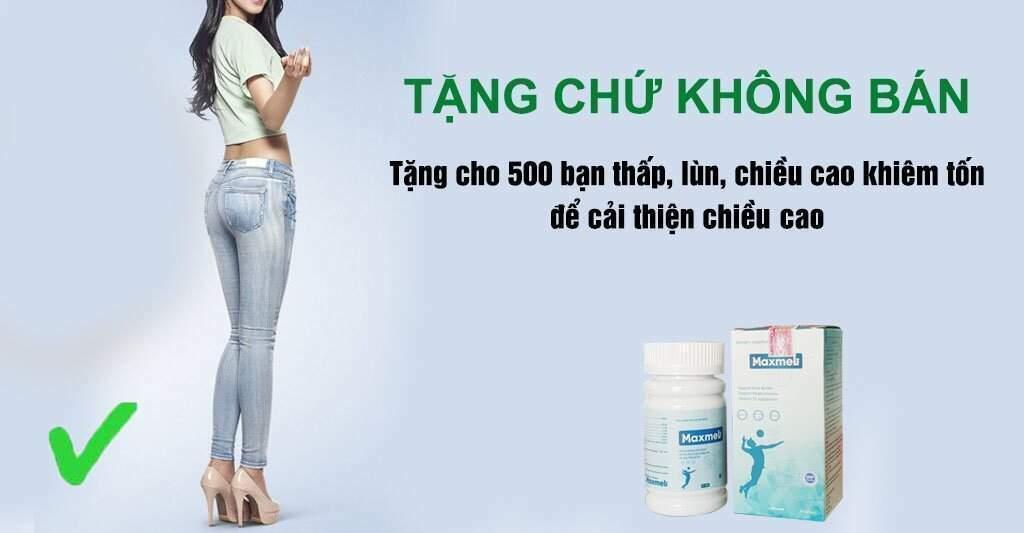 TẶNG CHỨ KHÔNG BÁN
Tặng cho 500 bạn thấp, lùn, chiều cao khiêm tốn
để cải thiện chiều cao
Maxmeli
Maxmeli
Maxmeli